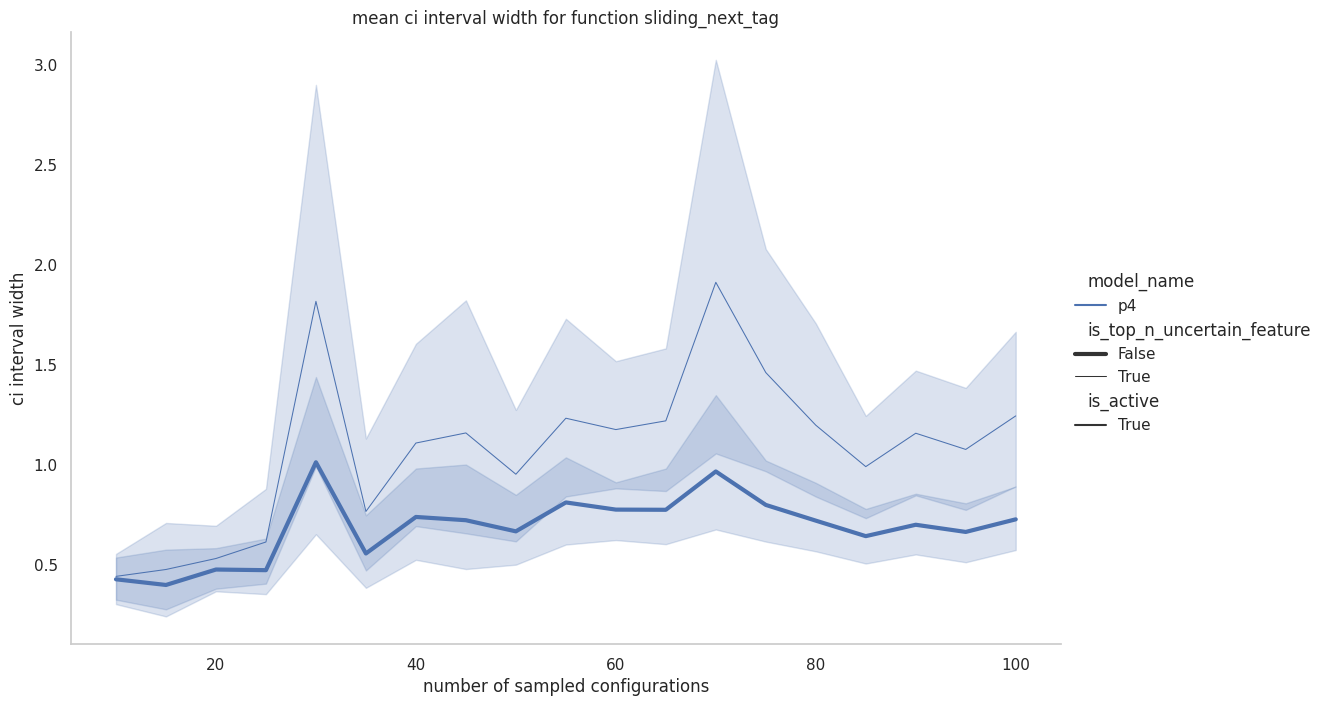 mean ci interval width for function sliding_next_tag
3.0
2.5
2.0
1.5
1.0
0.5
ci interval width
20
40
60
80
100
number of sampled configurations
model_name
p4
is_top_n_uncertain_feature
False
True
is_active
True